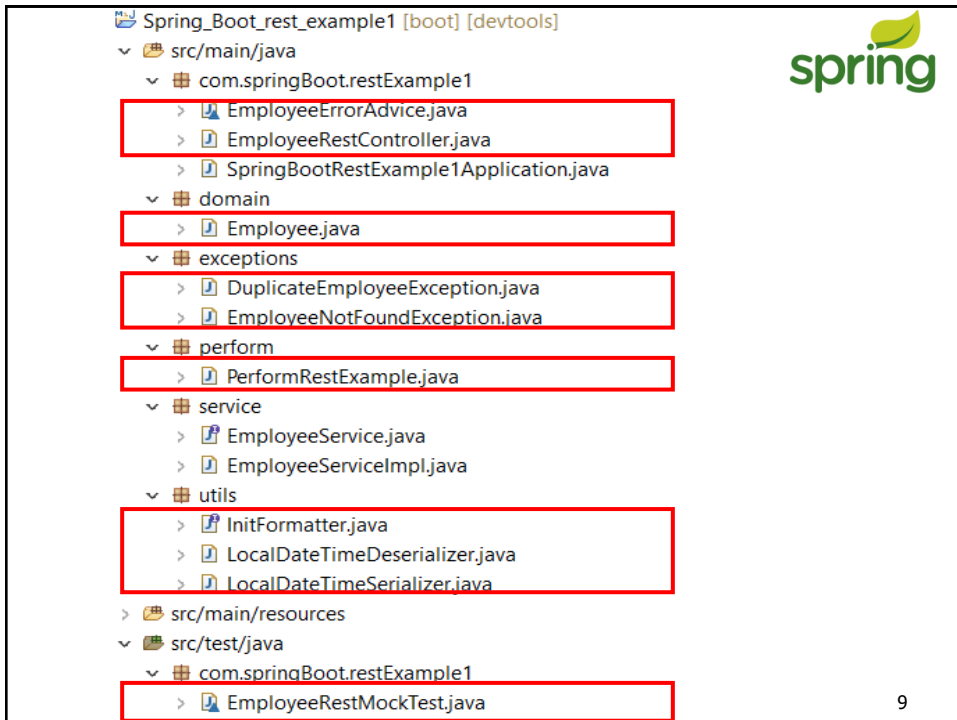 Spring_Boot_rest_example1 [boot] [devtools]
src/main/java
com.springBoot.restExample1
EmployeeErrorAdvice.java
EmployeeRestController.java
SpringBootRestExample1Application.java
domain
Employee.java
exceptions
DuplicateEmployeeException.java
EmployeeNotFoundException.java
perform
PerformRestExample.java
service
EmployeeService.java
EmployeeServiceImpl.java
utils
InitFormatter.java
LocalDateTimeDeserializer.java
LocalDateTimeSerializer.java
src/main/resources
src/test/java
com.springBoot.restExample1
EmployeeRestMockTest.java
spring
9